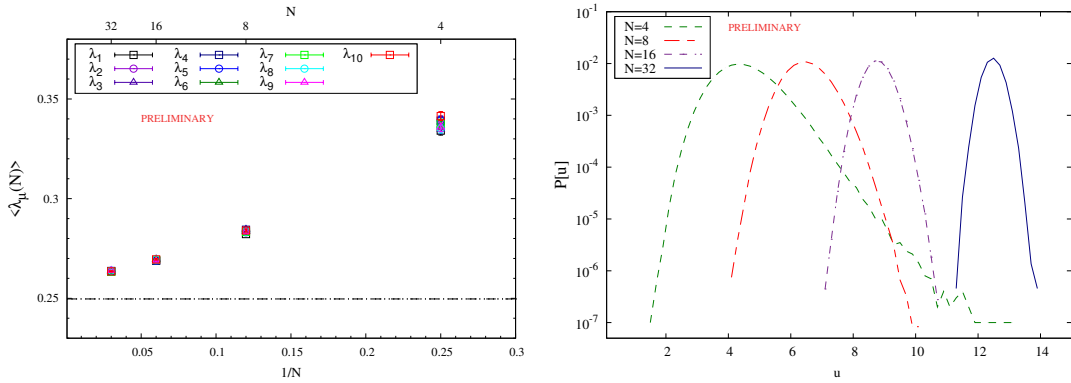 N
32 16 8 4
λ1 λ4 λ7 λ10
λ2 λ5 λ8
λ3 λ6 λ9
PRELIMINARY
0.35
0.3
0.25
<λμ(N)>
0.05 0.1 0.15 0.2 0.25 0.3
1/N
N=4
N=8
N=16
N=32
PRELIMINARY
10-1
10-2
10-3
10-4
10-5
10-6
10-7
P[u]
2 4 6 8 10 12 14
u